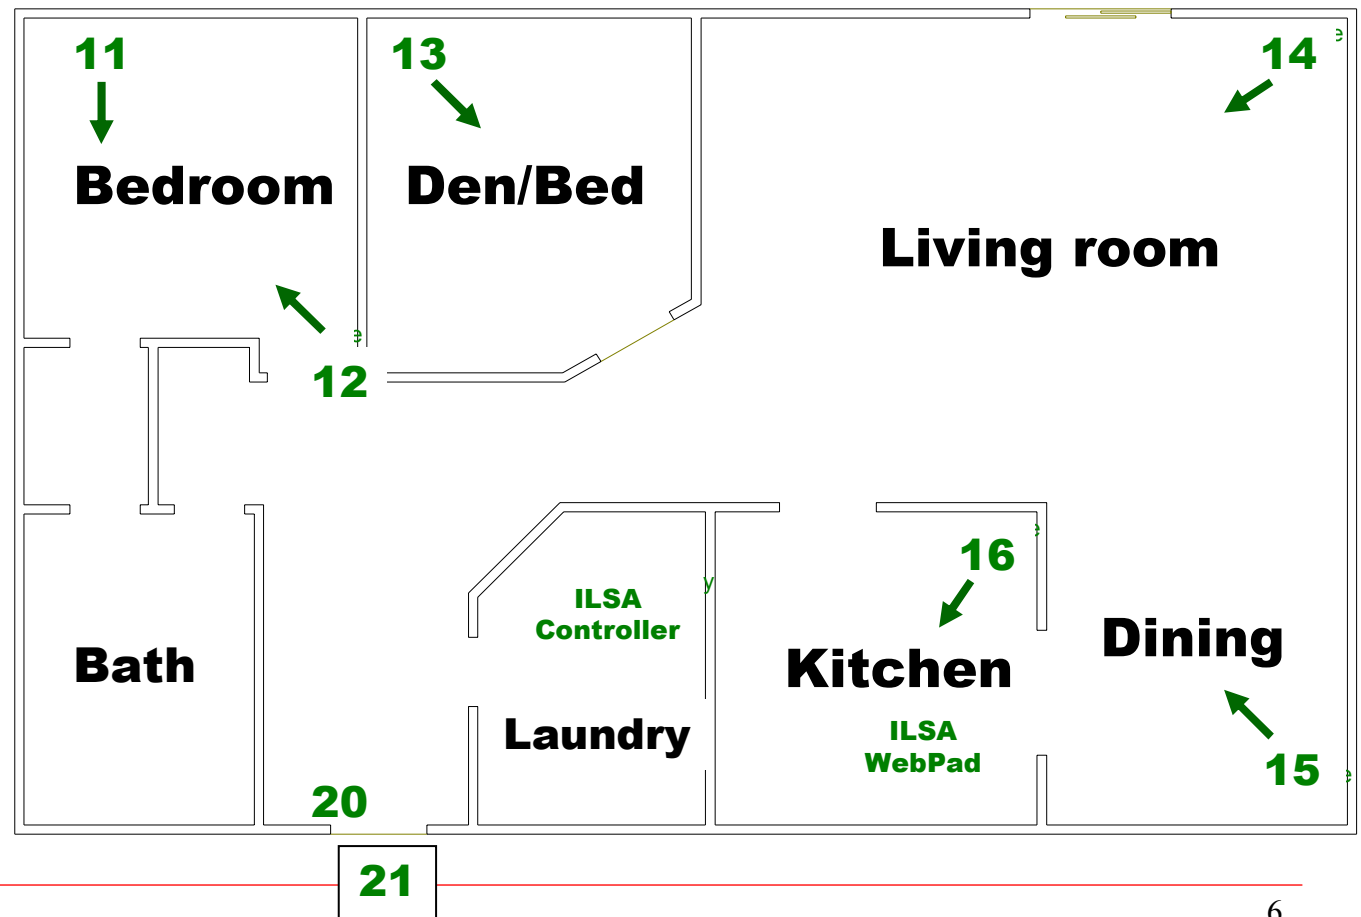 11
13
14
e
Bedroom
Den/Bed
Living room
e
12
e
16
y
ILSA
Controller
Dining
Bath
Kitchen
Laundry
ILSA
WebPad
15
e
20
21
6